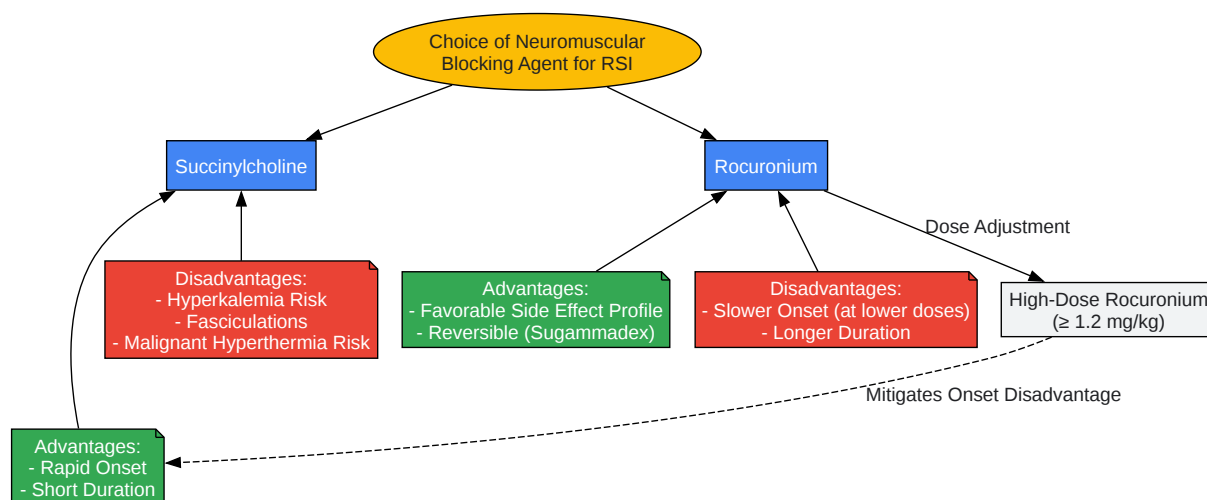 Choice of Neuromuscular
Blocking Agent for RSI
Succinylcholine
Rocuronium
Dose Adjustment
Disadvantages:
- Hyperkalemia Risk
- Fasciculations
- Malignant Hyperthermia Risk
Advantages:
- Favorable Side Effect Profile
- Reversible (Sugammadex)
Disadvantages:
- Slower Onset (at lower doses)
- Longer Duration
High-Dose Rocuronium
(≥ 1.2 mg/kg)
Mitigates Onset Disadvantage
Advantages:
- Rapid Onset
- Short Duration